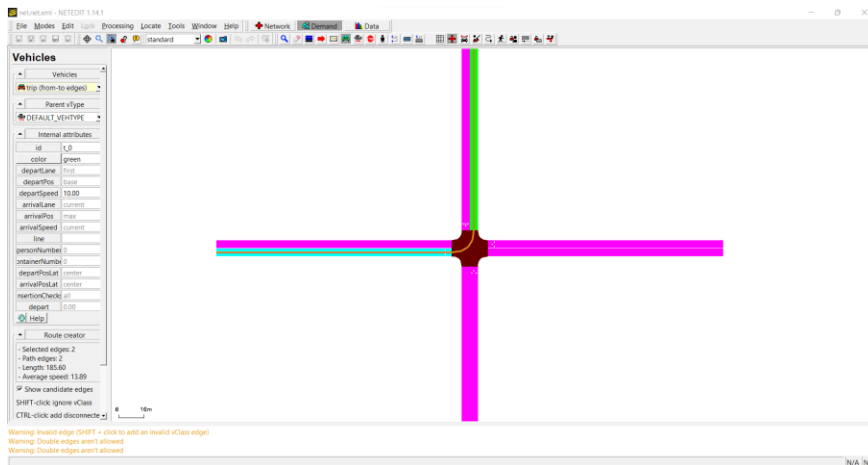 net.net.xml - NETEDIT 1.14.1
File Modes Edit Lock Processing Locate Tools Window Help Network Demand Data
standard
Vehicles
Vehicles
trip (from-to edges)
Parent vType
DEFAULT_VEHTYPE
Internal attributes
id t_0
color green
departLane first
departPos base
departSpeed 10.00
arrivalLane current
arrivalPos max
arrivalSpeed current
line
personNumber 0
ontainerNumbe 0
departPosLat center
arrivalPosLat center
nsertionChecks all
depart 0.00
Help
Route creator
- Selected edges: 2
- Path edges: 2
- Length: 185.60
- Average speed: 13.89
Show candidate edges
SHIFT-click: ignore vClass
CTRL-click: add disconnecte
0 10m
Warning: Invalid edge (SHIFT + click to add an invalid vClass edge)
Warning: Double edges aren't allowed
Warning: Double edges aren't allowed
N/A N